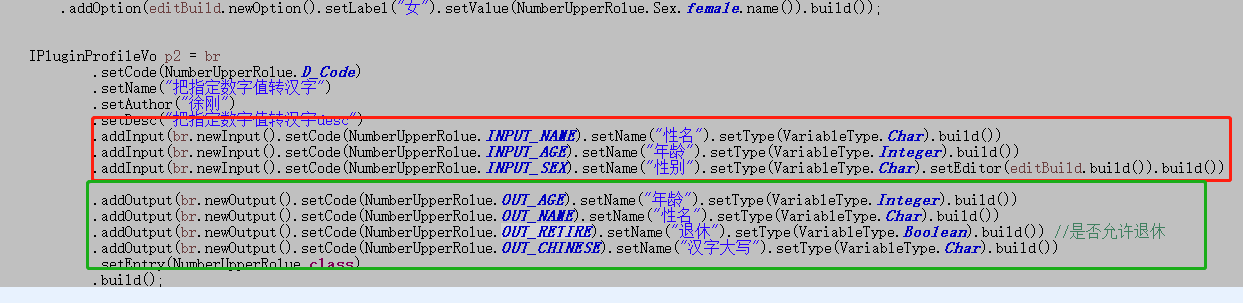 .addOption(editBuild.newOption().setLabel("女").setValue(NumberUpperRolue.Sex.female.name()).build());
IPluginProfileVo p2 = br
.setCode(NumberUpperRolue.D_Code)
.setName("把指定数字值转汉字")
.setAuthor("徐刚")
.setDesc("把指定数字值转汉字desc")
.addInput(br.newInput().setCode(NumberUpperRolue.INPUT_NAME).setName("性名").setType(VariableType.Char).build())
.addInput(br.newInput().setCode(NumberUpperRolue.INPUT_AGE).setName("年龄").setType(VariableType.Integer).build())
.addInput(br.newInput().setCode(NumberUpperRolue.INPUT_SEX).setName("性别").setType(VariableType.Char).setEditor(editBuild.build()).build())
.addOutput(br.newOutput().setCode(NumberUpperRolue.OUT_AGE).setName("年龄").setType(VariableType.Integer).build())
.addOutput(br.newOutput().setCode(NumberUpperRolue.OUT_NAME).setName("性名").setType(VariableType.Char).build())
.addOutput(br.newOutput().setCode(NumberUpperRolue.OUT_RETIRE).setName("退休").setType(VariableType.Boolean).build()) //是否允许退休
.addOutput(br.newOutput().setCode(NumberUpperRolue.OUT_CHINESE).setName("汉字大写").setType(VariableType.Char).build())
.setEntry(NumberUpperRolue.class)
.build();